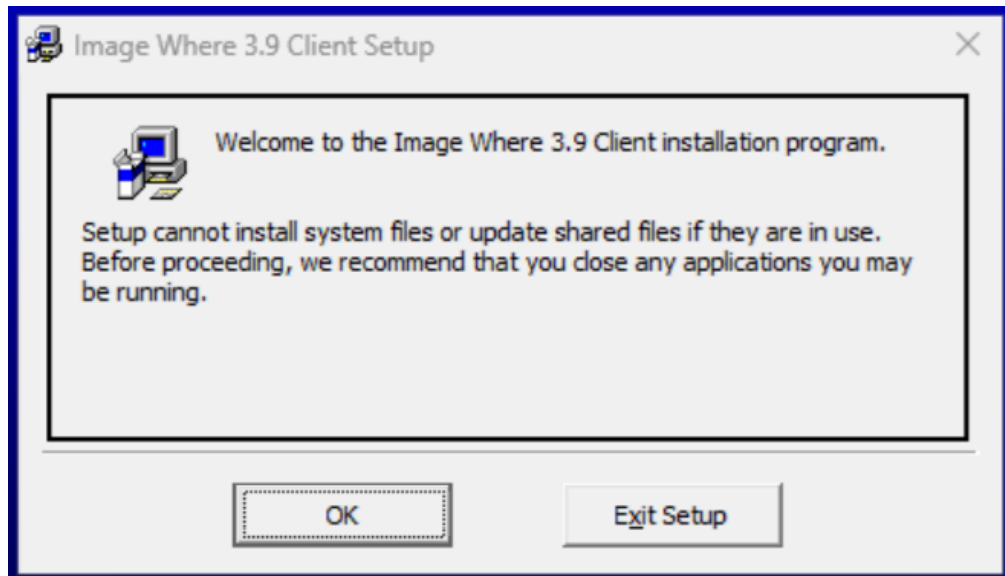 Image Where 3.9 Client Setup
Welcome to the Image Where 3.9 Client installation program.
Setup cannot install system files or update shared files if they are in use.
Before proceeding, we recommend that you close any applications you may
be running.
OK
Exit Setup